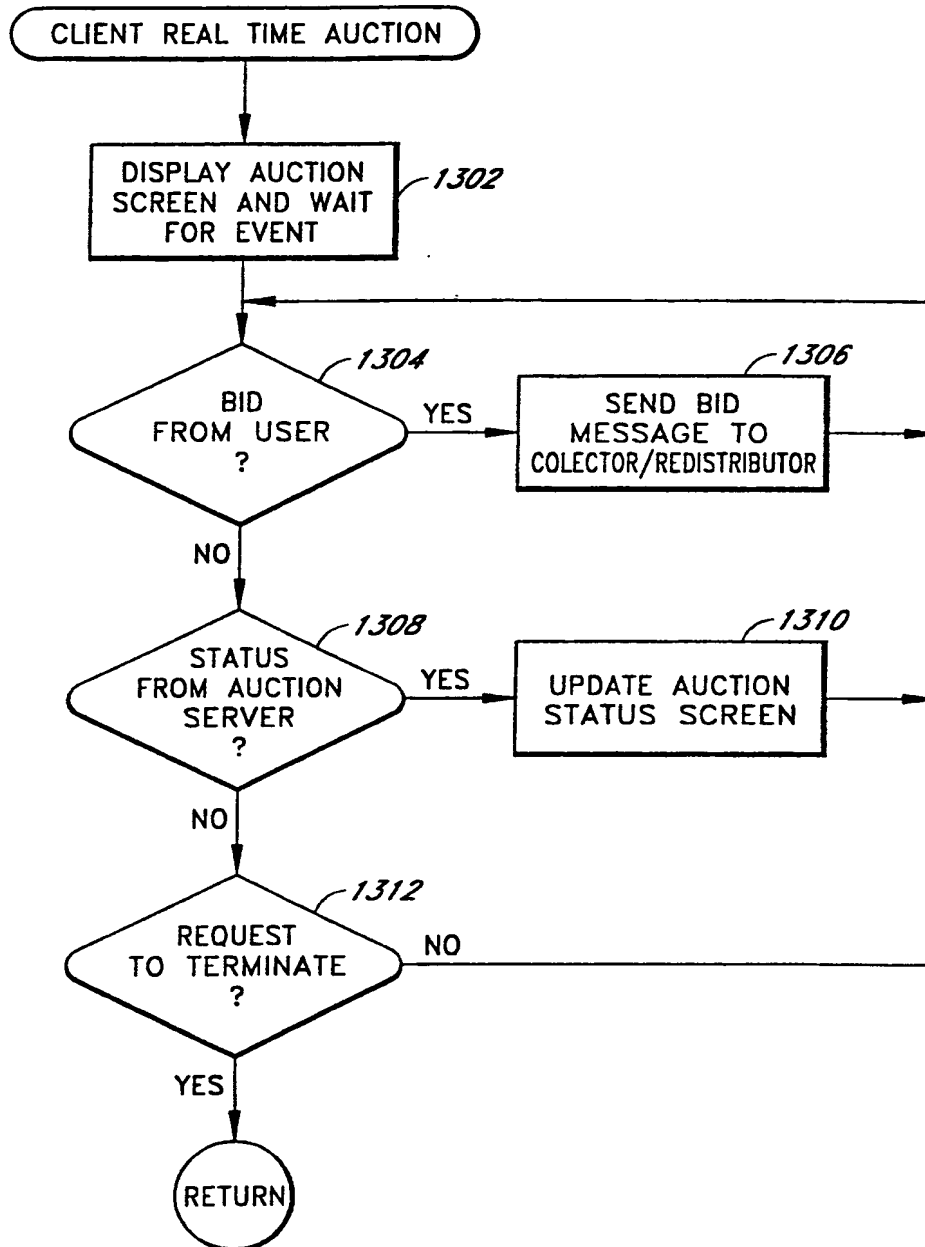 CLIENT REAL TIME AUCTION
DISPLAY AUCTION
SCREEN AND WAIT
FOR EVENT
1302
BID
FROM USER
?
1304
YES
SEND BID
MESSAGE TO
COLECTOR/REDISTRIBUTOR
1306
NO
STATUS
FROM AUCTION
SERVER
?
1308
YES
UPDATE AUCTION
STATUS SCREEN
1310
NO
REQUEST
TO TERMINATE
?
1312
NO
YES
RETURN